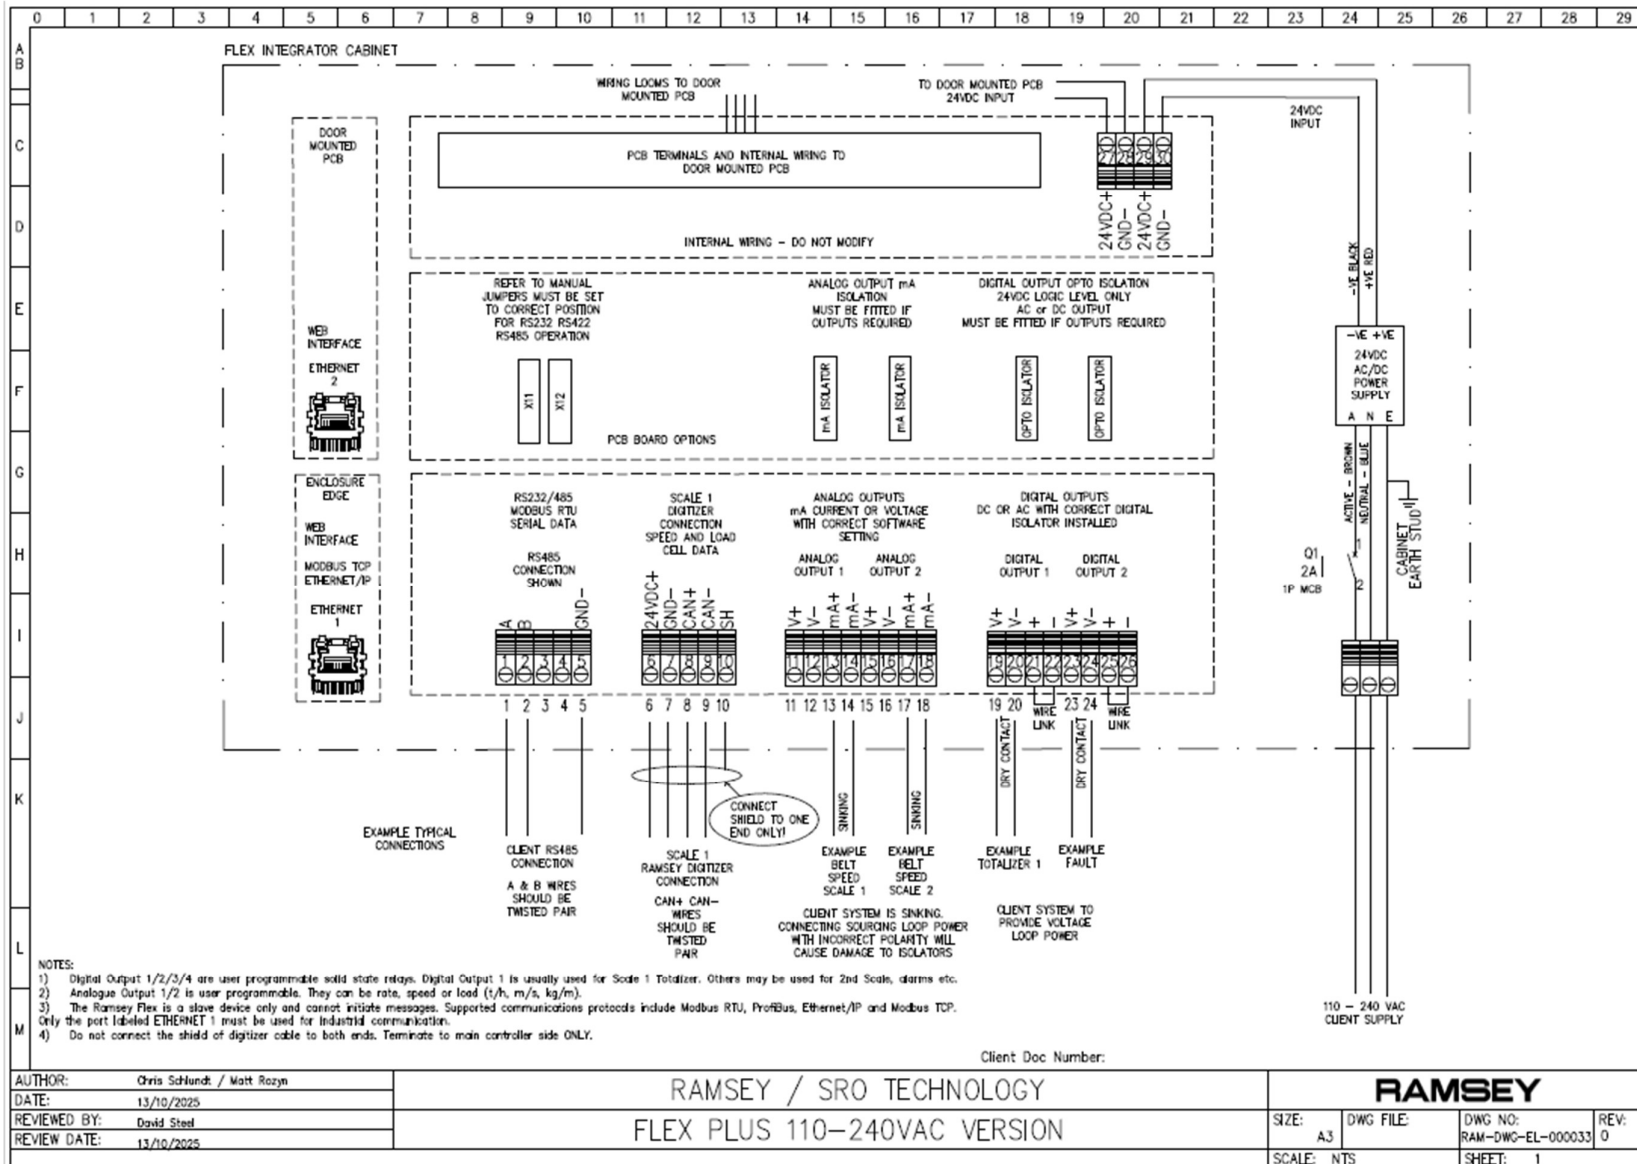 0 1 2 3 4 5 6 7 8 9 10 11 12 13 14 15 16 17 18 19 20 21 22 23 24 25 26 27 28 29
A
B
C
D
E
F
G
H
I
J
K
L
M
FLEX INTEGRATOR CABINET
WIRING LOOMS TO DOOR
MOUNTED PCB
TO DOOR MOUNTED PCB
24VDC INPUT
24VDC
INPUT
DOOR
MOUNTED
PCB
PCB TERMINALS AND INTERNAL WIRING TO
DOOR MOUNTED PCB
27 28 29 30
24VDC+
GND-
24VDC+
GND-
INTERNAL WIRING - DO NOT MODIFY
-VE BLACK
+VE RED
REFER TO MANUAL
JUMPERS MUST BE SET
TO CORRECT POSITION
FOR RS232 RS422
RS485 OPERATION
ANALOG OUTPUT mA
ISOLATION
MUST BE FITTED IF
OUTPUTS REQUIRED
DIGITAL OUTPUT OPTO ISOLATION
24VDC LOGIC LEVEL ONLY
AC or DC OUTPUT
MUST BE FITTED IF OUTPUTS REQUIRED
WEB
INTERFACE
ETHERNET
2
X11
X12
mA ISOLATOR
mA ISOLATOR
OPTO ISOLATOR
OPTO ISOLATOR
PCB BOARD OPTIONS
-VE +VE
24VDC
AC/DC
POWER
SUPPLY
A N E
ACTIVE - BROWN
NEUTRAL - BLUE
CABINET
EARTH STUD
Q1
2A
1P MCB
1
2
ENCLOSURE
EDGE
WEB
INTERFACE
MODBUS TCP
ETHERNET/IP
ETHERNET
1
RS232/485
MODBUS RTU
SERIAL DATA
RS485
CONNECTION
SHOWN
SCALE 1
DIGITIZER
CONNECTION
SPEED AND LOAD
CELL DATA
ANALOG OUTPUTS
mA CURRENT OR VOLTAGE
WITH CORRECT SOFTWARE
SETTING
ANALOG
OUTPUT 1
ANALOG
OUTPUT 2
DIGITAL OUTPUTS
DC OR AC WITH CORRECT DIGITAL
ISOLATOR INSTALLED
DIGITAL
OUTPUT 1
DIGITAL
OUTPUT 2
A
B
GND-
24VDC+
GND-
CAN+
CAN-
SH
V+
V-
mA+
mA-
V+
V-
mA+
mA-
V+
V-
+
-
V+
V-
+
-
1 2 3 4 5
6 7 8 9 10
11 12 13 14 15 16 17 18
19 20 21 22 23 24 25 26
1 2 3 4 5
6 7 8 9 10
11 12 13 14 15 16 17 18
19 20
WIRE
LINK
23 24
WIRE
LINK
DRY CONTACT
DRY CONTACT
SINKING
SINKING
CONNECT
SHIELD TO ONE
END ONLY!
EXAMPLE TYPICAL
CONNECTIONS
CLIENT RS485
CONNECTION
A & B WIRES
SHOULD BE
TWISTED PAIR
SCALE 1
RAMSEY DIGITIZER
CONNECTION
CAN+ CAN-
WIRES
SHOULD BE
TWISTED
PAIR
EXAMPLE
BELT
SPEED
SCALE 1
EXAMPLE
BELT
SPEED
SCALE 2
CLIENT SYSTEM IS SINKING.
CONNECTING SOURCING LOOP POWER
WITH INCORRECT POLARITY WILL
CAUSE DAMAGE TO ISOLATORS
EXAMPLE
TOTALIZER 1
EXAMPLE
FAULT
CLIENT SYSTEM TO
PROVIDE VOLTAGE
LOOP POWER
110 - 240 VAC
CLIENT SUPPLY
NOTES:
1) Digital Output 1/2/3/4 are user programmable solid state relays. Digital Output 1 is usually used for Scale 1 Totalizer. Others may be used for 2nd Scale, alarms etc.
2) Analogue Output 1/2 is user programmable. They can be rate, speed or load (t/h, m/s, kg/m).
3) The Ramsey Flex is a slave device only and cannot initiate messages. Supported communications protocols include Modbus RTU, ProfiBus, Ethernet/IP and Modbus TCP.
Only the port labeled ETHERNET 1 must be used for industrial communication.
4) Do not connect the shield of digitizer cable to both ends. Terminate to main controller side ONLY.
Client Doc Number:
AUTHOR: Chris Schlundt / Matt Rozyn
DATE: 13/10/2025
REVIEWED BY: David Steel
REVIEW DATE: 13/10/2025
RAMSEY / SRO TECHNOLOGY
FLEX PLUS 110-240VAC VERSION
RAMSEY
SIZE: A3
DWG FILE:
DWG NO: RAM-DWG-EL-000033
REV: 0
SCALE: NTS
SHEET: 1